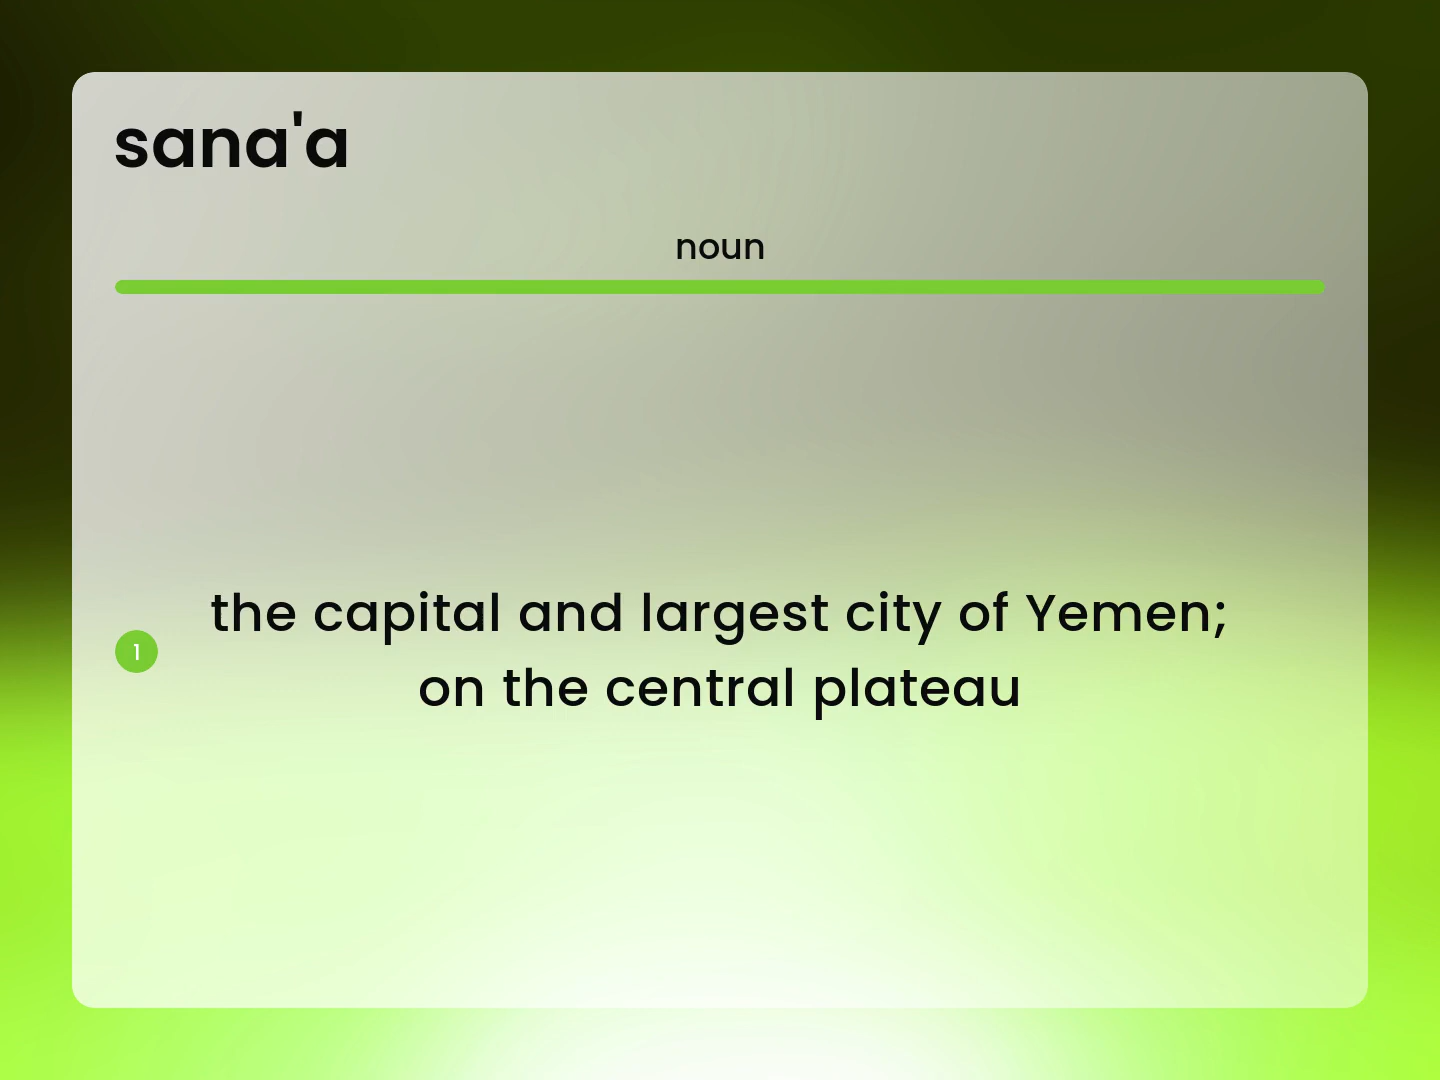 sana'a
noun
1
the capital and largest city of Yemen;
on the central plateau